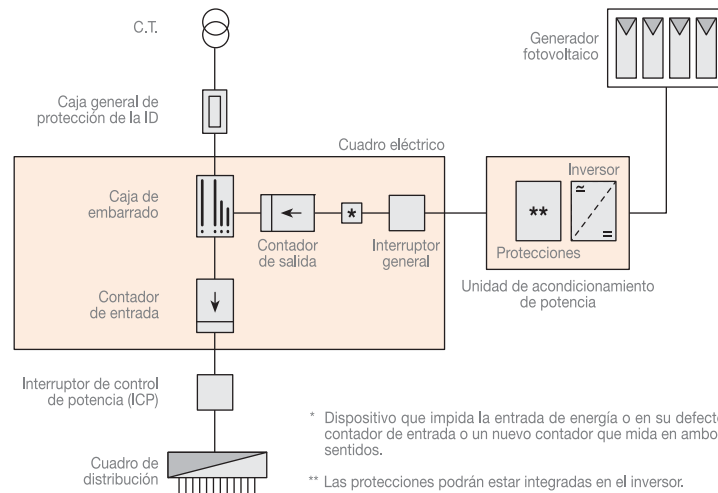 C.T.
Generador
fotovoltaico
Caja general de
protección de la ID
Cuadro eléctrico
Inversor
Caja de
embarrado
*
**
Contador
de salida
Interruptor
general
Protecciones
Unidad de acondicionamiento
de potencia
Contador
de entrada
Interruptor de control
de potencia (ICP)
* Dispositivo que impida la entrada de energía o en su defecto
contador de entrada o un nuevo contador que mida en ambo
sentidos.
Cuadro de
distribución
** Las protecciones podrán estar integradas en el inversor.